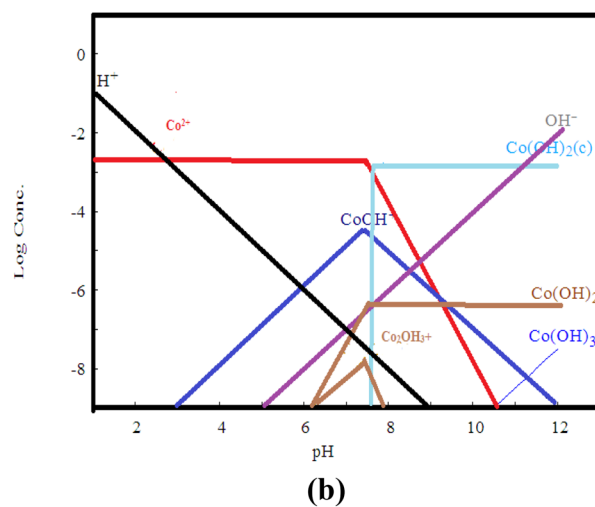 0
H⁺
Co²⁺
OH⁻
-2
Co(OH)₂(c)
-4
CoOH⁺
Log Conc.
-6
Co(OH)₂
Co₂OH₃₊
Co(OH)₃
-8
2 4 6 8 10 12
pH
(b)